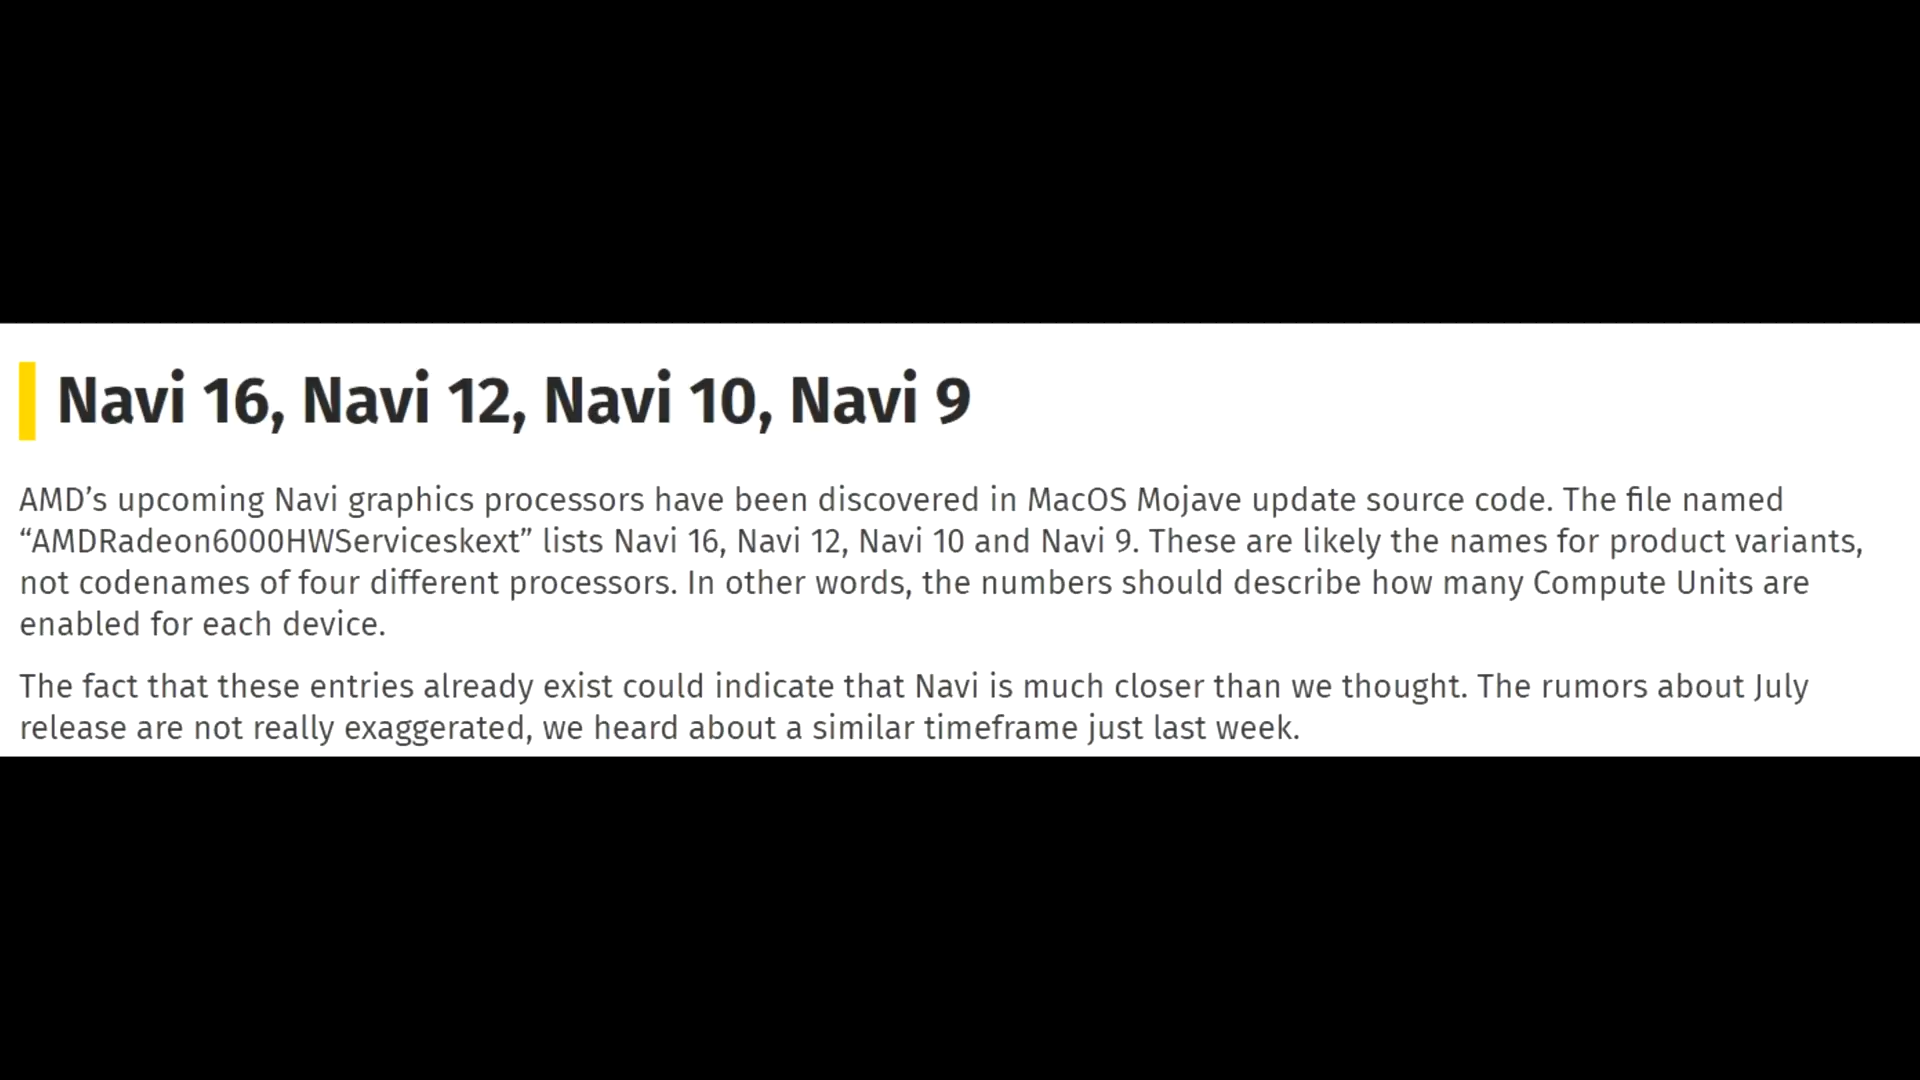 Navi 16, Navi 12, Navi 10, Navi 9
AMD’s upcoming Navi graphics processors have been discovered in MacOS Mojave update source code. The file named
“AMDRadeon6000HWServiceskext” lists Navi 16, Navi 12, Navi 10 and Navi 9. These are likely the names for product variants,
not codenames of four different processors. In other words, the numbers should describe how many Compute Units are
enabled for each device.
The fact that these entries already exist could indicate that Navi is much closer than we thought. The rumors about July
release are not really exaggerated, we heard about a similar timeframe just last week.